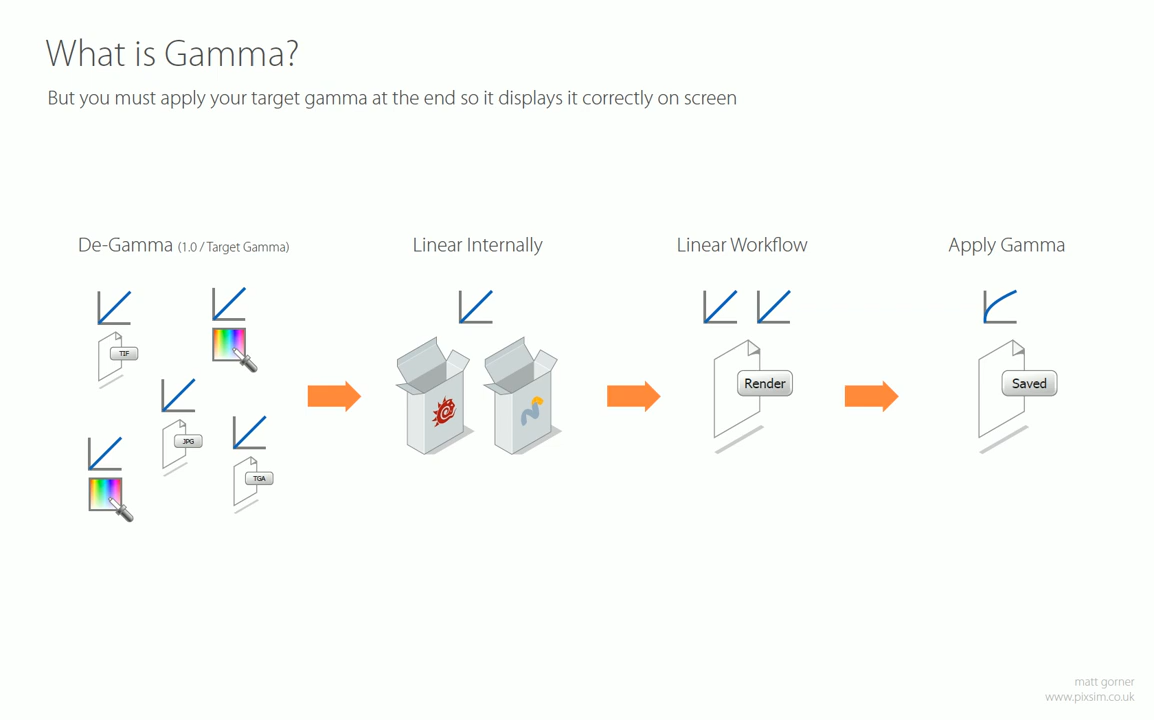 What is Gamma?
But you must apply your target gamma at the end so it displays it correctly on screen
De-Gamma (1.0 / Target Gamma)
Linear Internally
Linear Workflow
Apply Gamma
TIF
JPG
TGA
Render
Saved
matt gorner
www.pixsim.co.uk